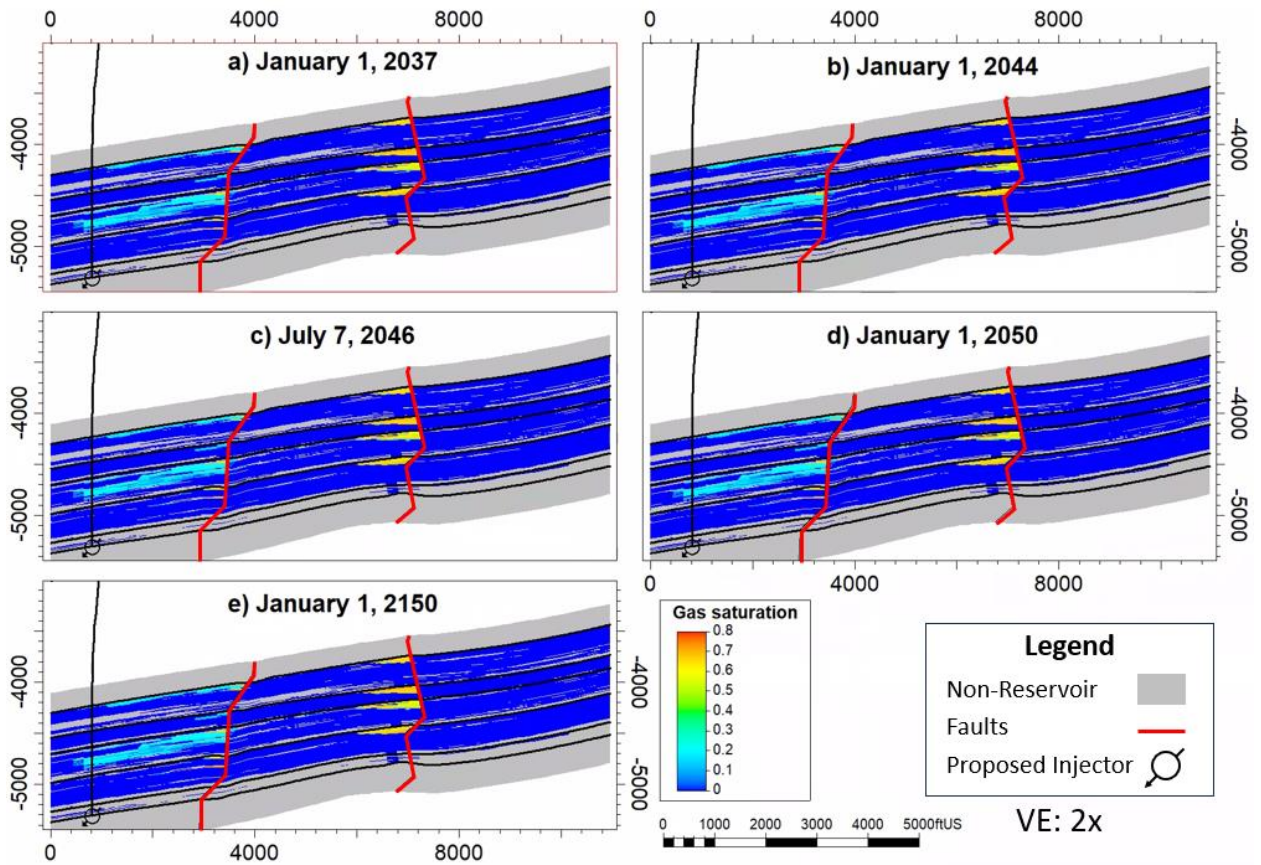 0 4000 8000 0 4000 8000
a) January 1, 2037 b) January 1, 2044
-4000 -4000
-5000 -5000
c) July 7, 2046 d) January 1, 2050
-4000 -4000
-5000 -5000
0 4000 8000
e) January 1, 2150
-4000 -4000
-5000 -5000
0 4000 8000
Gas saturation
0.8
0.7
0.6
0.5
0.4
0.3
0.2
0.1
0
0 1000 2000 3000 4000 5000ftUS
Legend
Non-Reservoir
Faults
Proposed Injector
VE: 2x